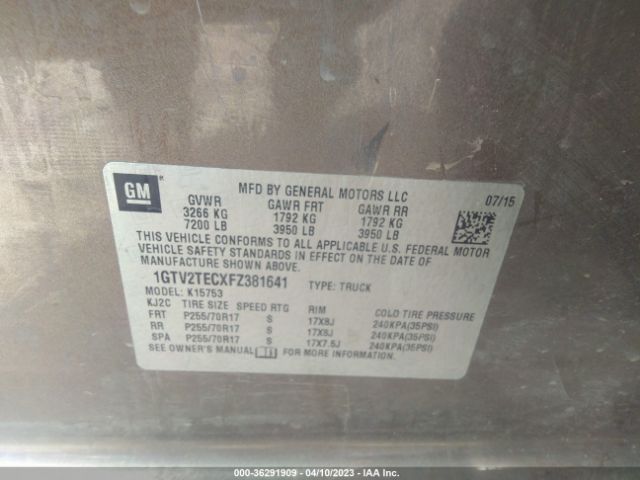 GM
MFD BY GENERAL MOTORS LLC
07/15
GVWR GAWR FRT GAWR RR
3266 KG 1792 KG 1792 KG
7200 LB 3950 LB 3950 LB
THIS VEHICLE CONFORMS TO ALL APPLICABLE U.S. FEDERAL MOTOR
VEHICLE SAFETY STANDARDS IN EFFECT ON THE DATE OF
MANUFACTURE SHOWN ABOVE.
1GTV2TECXFZ381641 TYPE: TRUCK
MODEL: K15753
KJ2C TIRE SIZE SPEED RTG RIM COLD TIRE PRESSURE
FRT P255/70R17 S 17X8J 240KPA(35PSI)
RR P255/70R17 S 17X8J 240KPA(35PSI)
SPA P255/70R17 S 17X7.5J 240KPA(35PSI)
SEE OWNER'S MANUAL FOR MORE INFORMATION.
000-36291909 - 04/10/2023 - IAA Inc.